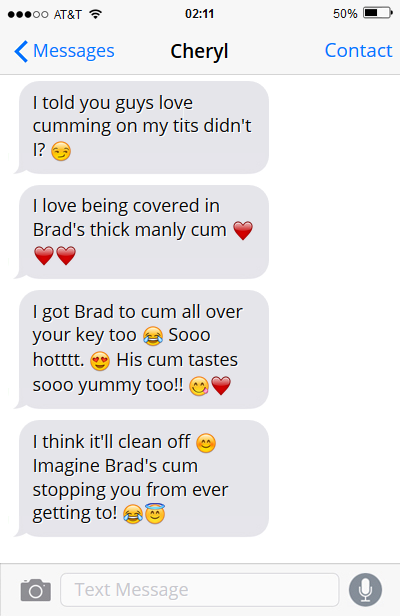 AT&T 02:11 50%
Messages Cheryl Contact
I told you guys love
cumming on my tits didn't
I? 😏
I love being covered in
Brad's thick manly cum ❤️
❤️❤️
I got Brad to cum all over
your key too 😂 Sooo
hotttt. 😍 His cum tastes
sooo yummy too!! 😋❤️
I think it'll clean off 😊
Imagine Brad's cum
stopping you from ever
getting to! 😂😇
Text Message